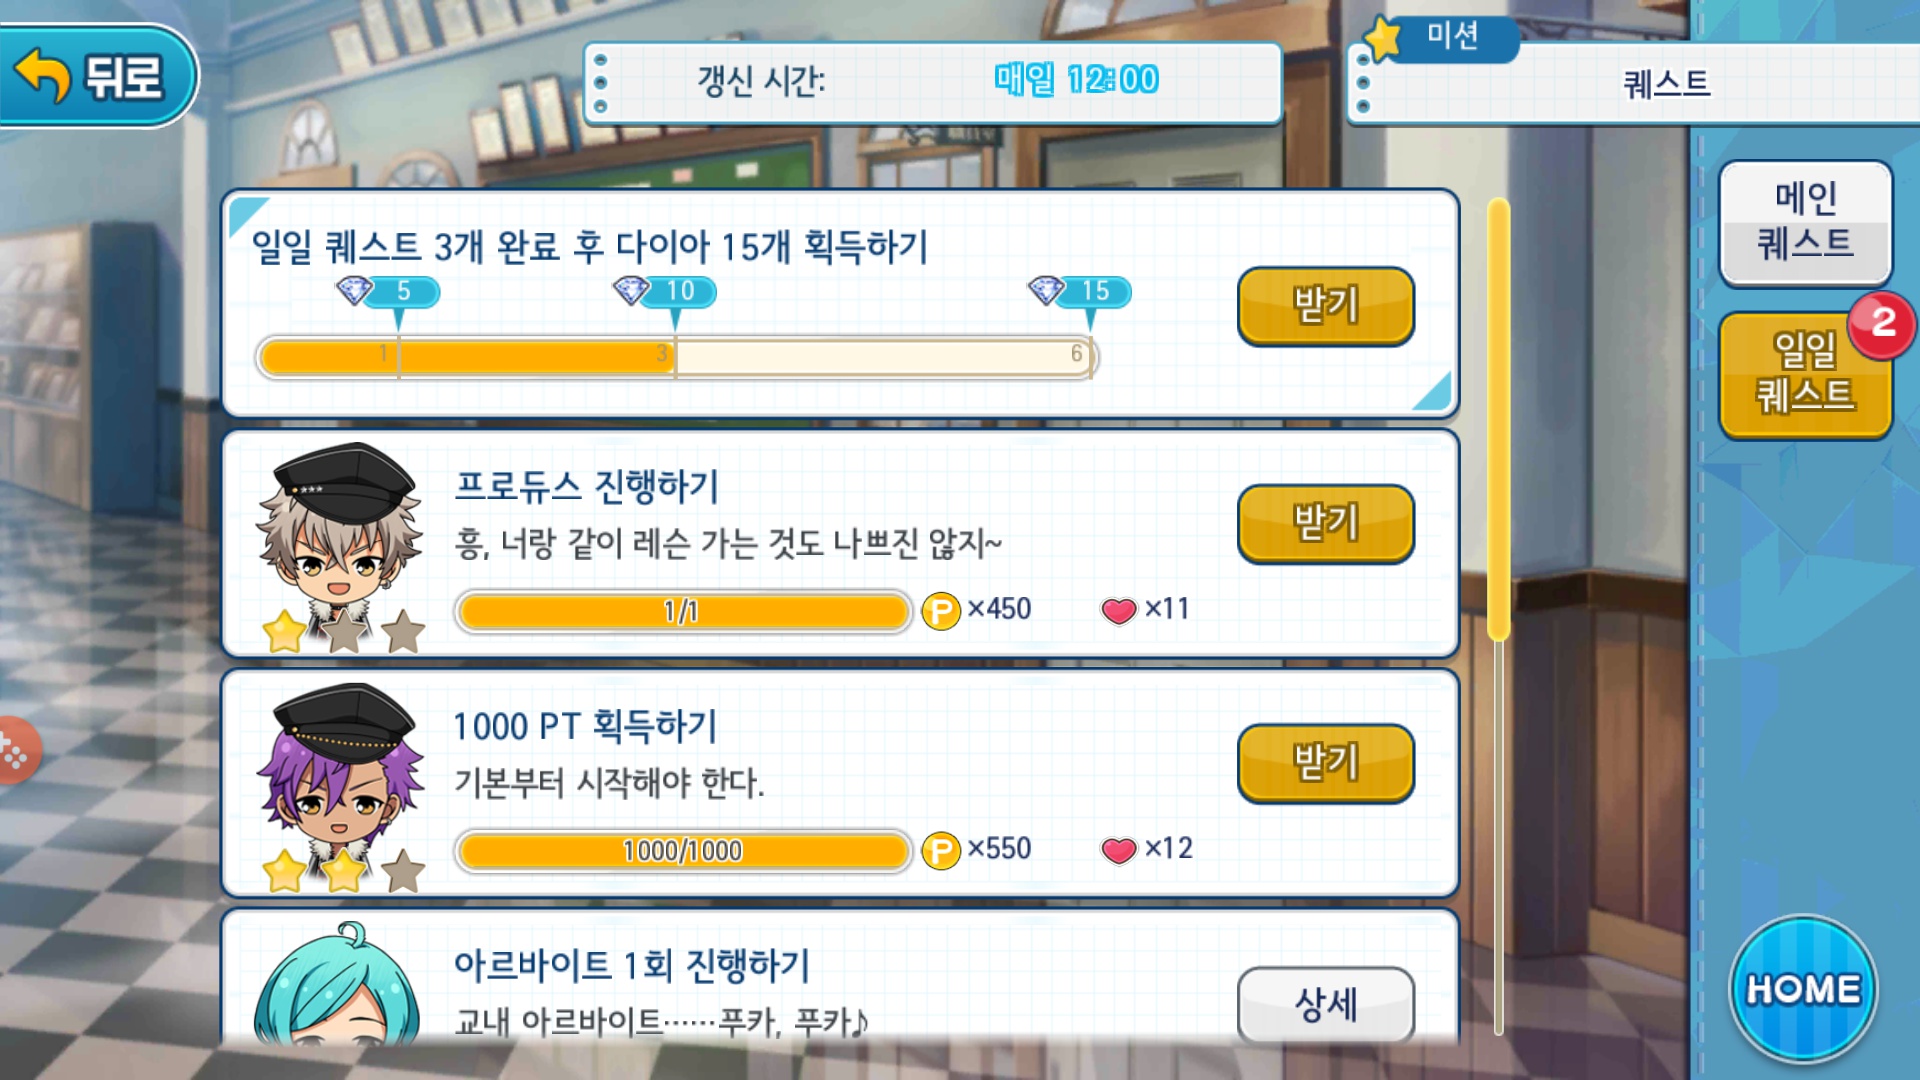 뒤로
갱신 시간: 매일 12:00
미션
퀘스트
일일 퀘스트 3개 완료 후 다이아 15개 획득하기
5 10 15
1 3 6
받기
프로듀스 진행하기
흥, 너랑 같이 레슨 가는 것도 나쁘진 않지~
1/1 P ×450 ×11
받기
1000 PT 획득하기
기본부터 시작해야 한다.
1000/1000 P ×550 ×12
받기
아르바이트 1회 진행하기
교내 아르바이트……푸카, 푸카♪
상세
메인
퀘스트
2
일일
퀘스트
HOME